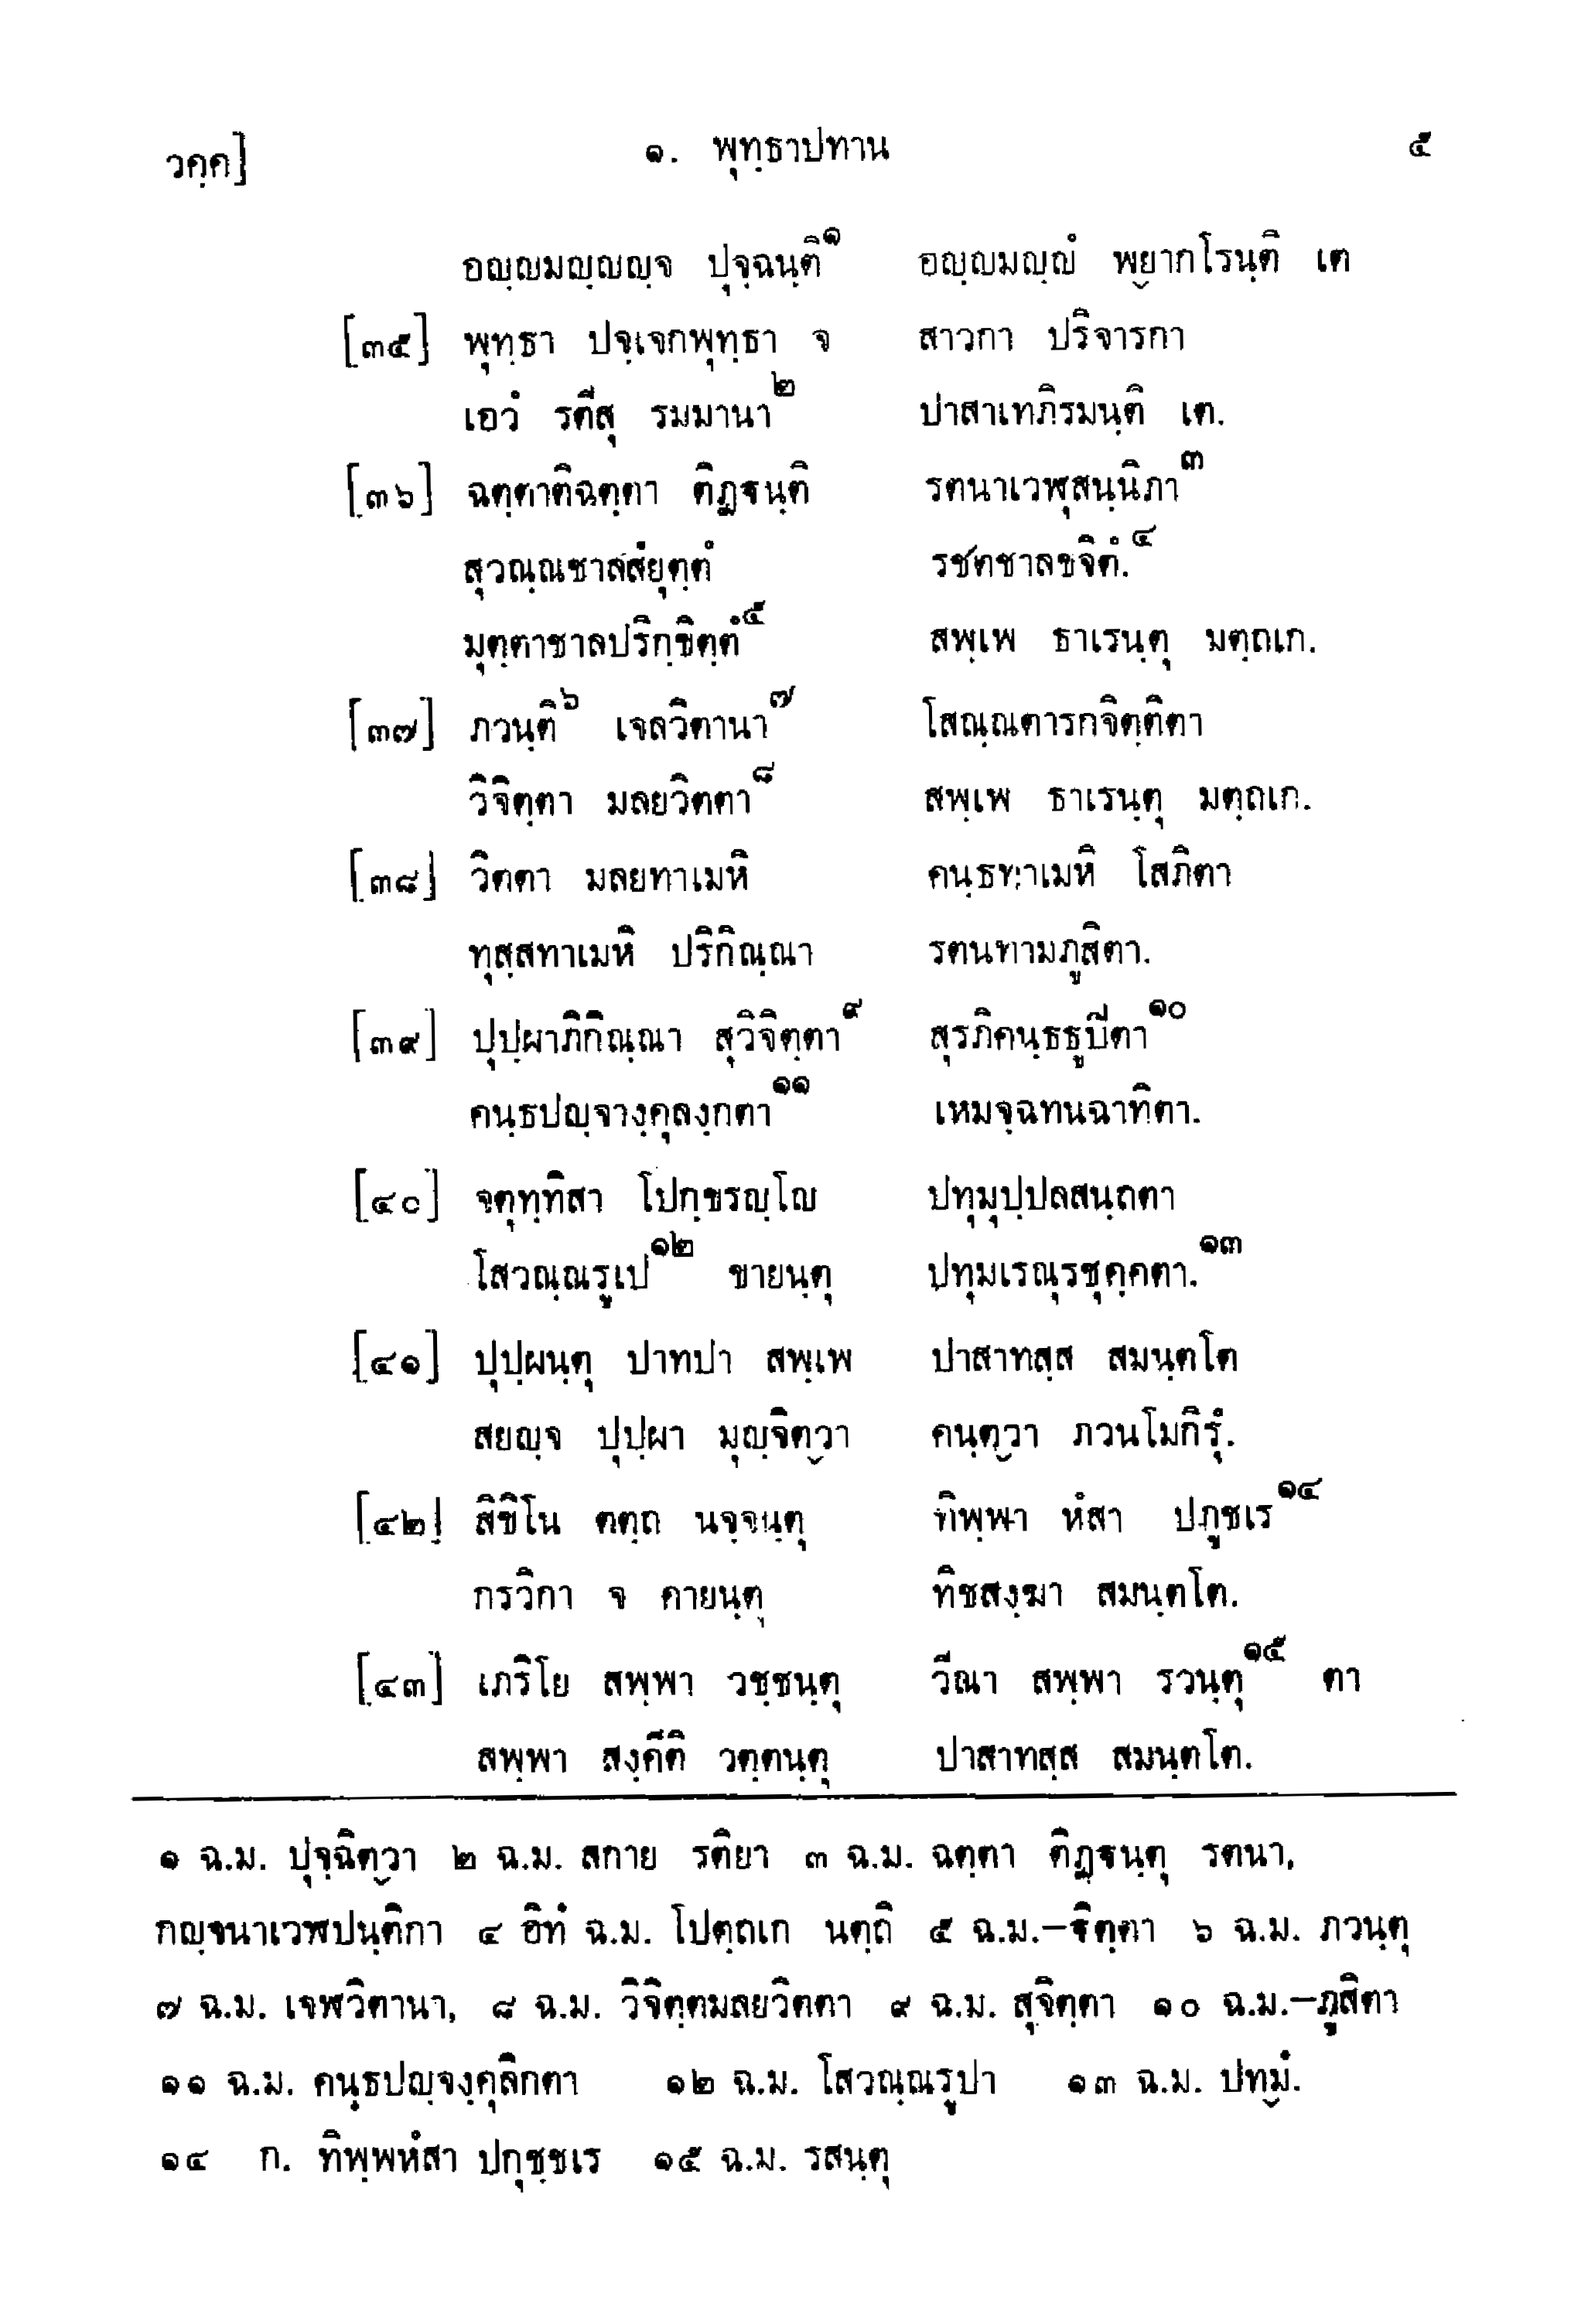 วคฺค] ๑. พุทฺธาปทาน ๕
อญฺญมญฺญญฺจ ปุจฺฉนฺติ๑ อญฺญมญฺญํ พฺยากโรนฺติ เต
[๓๕] พุทฺธา ปจฺเจกพุทฺธา จ สาวกา ปริจารกา
เอวํ รตีสุ รมมานา๒ ปาสาเทภิรมนฺติ เต.
[๓๖] ฉตฺตาติฉตฺตา ติฏฺฐนฺติ รตนาเวฬุสนฺนิภา๓
สุวณฺณชาลสํยุตฺตํ รชตชาลขจิตํ.๔
มุตฺตาชาลปริกฺขิตฺตํ๕ สพฺเพ ธาเรนฺตุ มตฺถเก.
[๓๗] ภวนฺติ๖ เจลวิตานา๗ โสณฺณตารกจิตฺติตา
วิจิตฺตา มลยวิตตา๘ สพฺเพ ธาเรนฺตุ มตฺถเก.
[๓๘] วิตตา มลยทาเมหิ คนฺธทาเมหิ โสภิตา
ทุสฺสทาเมหิ ปริกิณฺณา รตนทามภูสิตา.
[๓๙] ปุปฺผาภิกิณฺณา สุวิจิตฺตา๙ สุรภิคนฺธธูปีตา๑๐
คนฺธปญฺจางฺคุลงฺกตา๑๑ เหมจฺฉทนฉาทิตา.
[๔๐] จตุทฺทิสา โปกฺขรญฺโญ ปทุมุปฺปลสนฺถตา
โสวณฺณรูเป๑๒ ขายนฺตุ ปทุมเรณุรชุคฺคตา.๑๓
[๔๑] ปุปฺผนฺตุ ปาทปา สพฺเพ ปาสาทสฺส สมนฺตโต
สยญฺจ ปุปฺผา มุญฺจิตฺวา คนฺตฺวา ภวนโมกิรุํ.
[๔๒] สิขิโน ตตฺถ นจฺจนฺตุ ทิพฺพา หํสา ปภูชเร๑๔
กรวิกา จ คายนฺตุ ทิชสงฺฆา สมนฺตโต.
[๔๓] เภริโย สพฺพา วชฺชนฺตุ วีณา สพฺพา รวนฺตุ๑๕ ตา
สพฺพา สงฺคีติ วตฺตนฺตุ ปาสาทสฺส สมนฺตโต.
๑ ฉ.ม. ปุจฺฉิตฺวา ๒ ฉ.ม. สกาย รติยา ๓ ฉ.ม. ฉตฺตา ติฏฺฐนฺตุ รตนา,
กญฺจนาเวฬปนฺติกา ๔ อิทํ ฉ.ม. โปตฺถเก นตฺถิ ๕ ฉ.ม.–ขิตฺตา ๖ ฉ.ม. ภวนฺตุ
๗ ฉ.ม. เจฬวิตานา, ๘ ฉ.ม. วิจิตฺตมลยวิตตา ๙ ฉ.ม. สุจิตฺตา ๑๐ ฉ.ม.–ภูสิตา
๑๑ ฉ.ม. คนฺธปญฺจงฺคุลิกตา ๑๒ ฉ.ม. โสวณฺณรูปา ๑๓ ฉ.ม. ปทฺมํ.
๑๔ ก. ทิพฺพหํสา ปกุชฺชเร ๑๕ ฉ.ม. รสนฺตุ